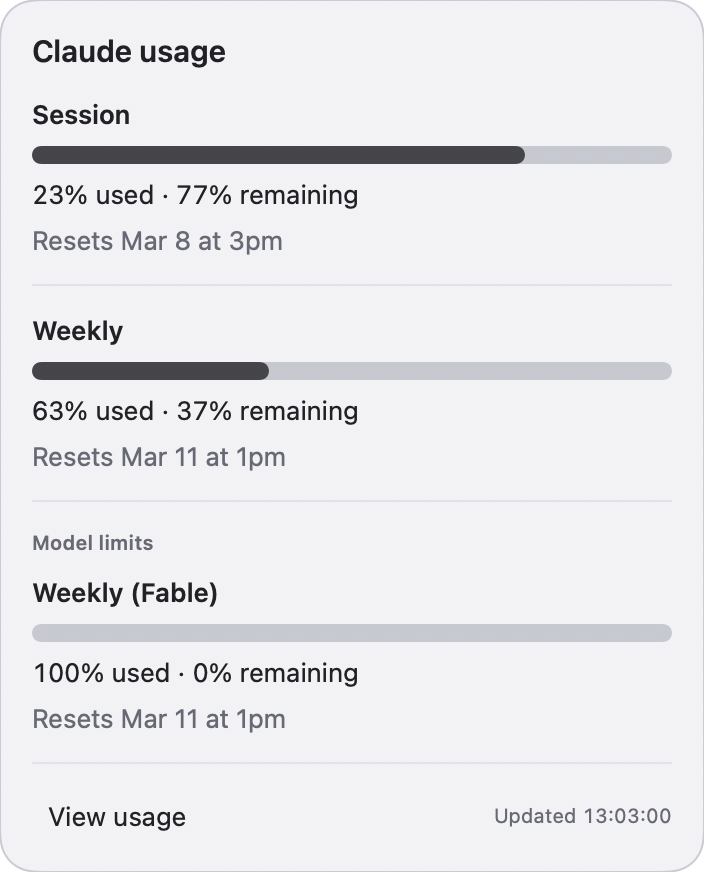 Claude usage
Session
23% used · 77% remaining
Resets Mar 8 at 3pm
Weekly
63% used · 37% remaining
Resets Mar 11 at 1pm
Model limits
Weekly (Fable)
100% used · 0% remaining
Resets Mar 11 at 1pm
View usage
Updated 13:03:00